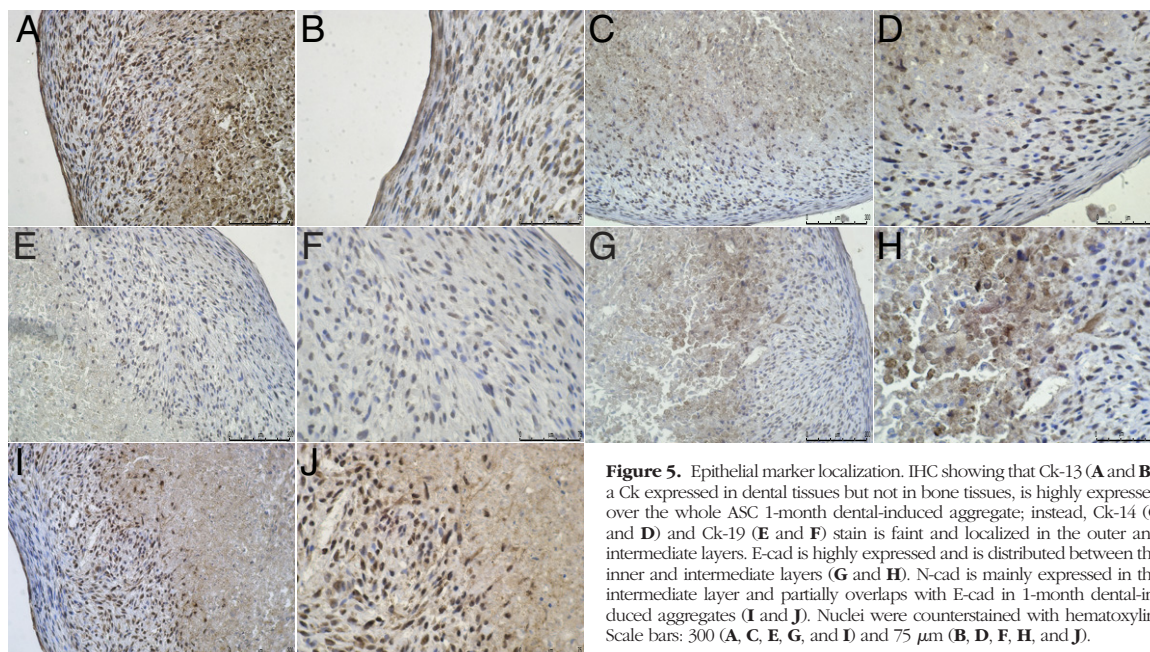 A
B
C
D
E
F
G
H
I
J
Figure 5. Epithelial marker localization. IHC showing that Ck-13 (A and B
a Ck expressed in dental tissues but not in bone tissues, is highly expresse
over the whole ASC 1-month dental-induced aggregate; instead, Ck-14 (
and D) and Ck-19 (E and F) stain is faint and localized in the outer an
intermediate layers. E-cad is highly expressed and is distributed between th
inner and intermediate layers (G and H). N-cad is mainly expressed in th
intermediate layer and partially overlaps with E-cad in 1-month dental-in
duced aggregates (I and J). Nuclei were counterstained with hematoxylin
Scale bars: 300 (A, C, E, G, and I) and 75 μm (B, D, F, H, and J).